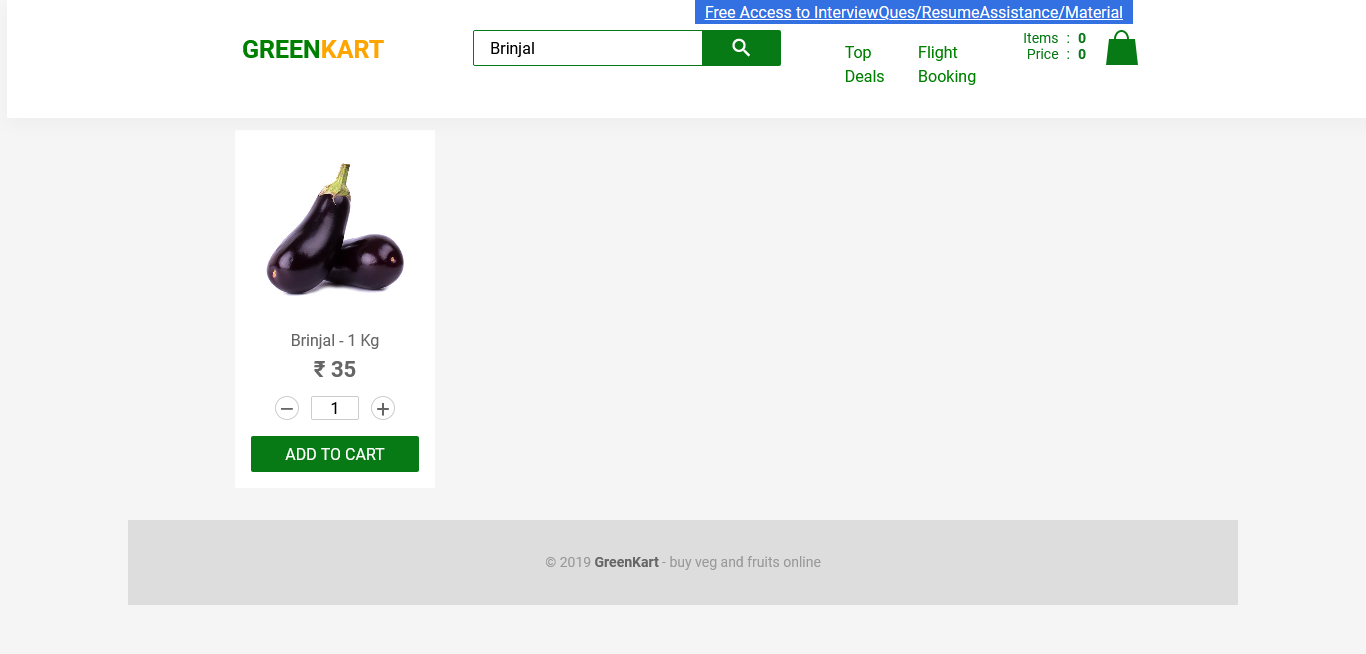 Free Access to InterviewQues/ResumeAssistance/Material
GREENKART
Brinjal
Top
Deals
Flight
Booking
Items : 0
Price : 0
Brinjal - 1 Kg
₹ 35
1
ADD TO CART
© 2019 GreenKart - buy veg and fruits online